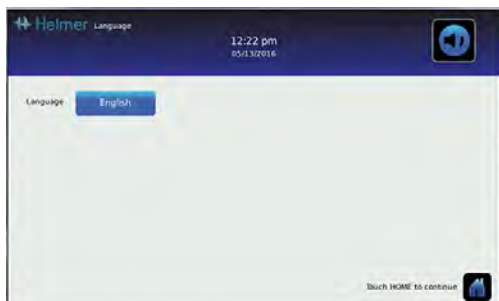 Helmer Language
12:22 pm
05/13/2016
Language English
Touch HOME to continue